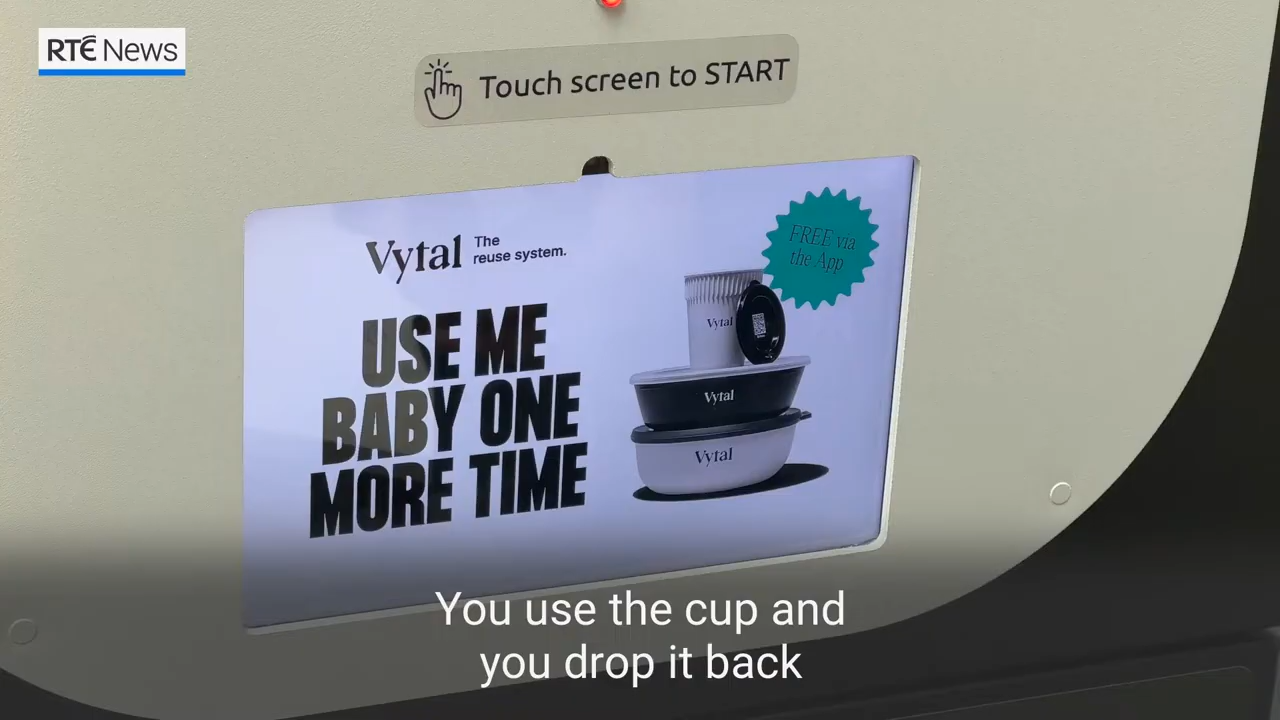 RTÉ News
Touch screen to START
Vytal The
reuse system.
FREE via
the App
USE ME
BABY ONE
MORE TIME
Vytal
Vytal
Vytal
You use the cup and
you drop it back